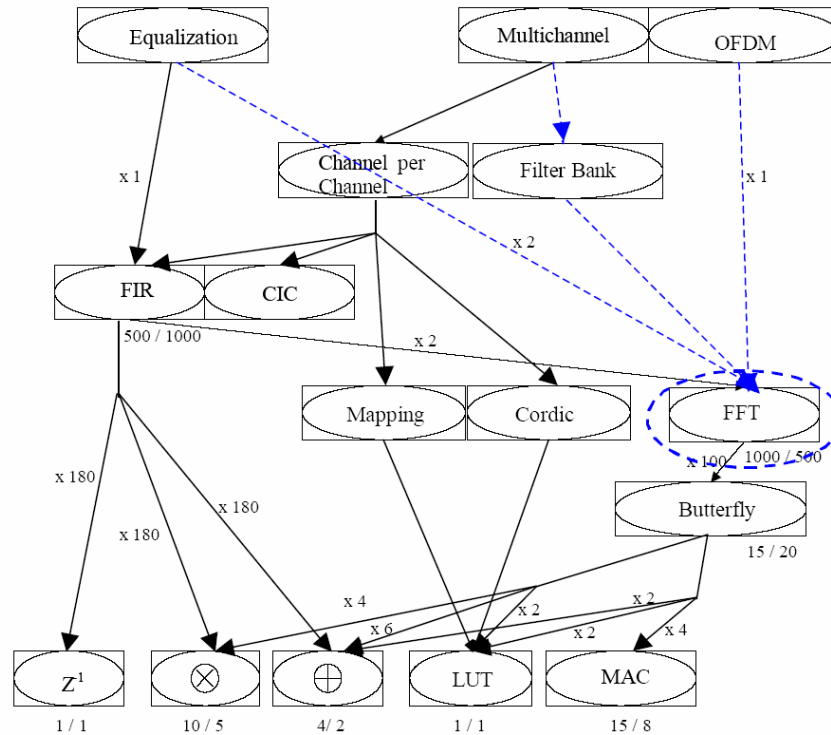 Equalization
Multichannel
OFDM
Channel per
Channel
Filter Bank
x 1
x 1
x 2
FIR
CIC
500 / 1000
x 2
Mapping
Cordic
FFT
x 100
1000 / 500
x 180
x 180
x 180
Butterfly
15 / 20
x 4
x 6
x 2
x 2
x 2
x 4
Z-1
LUT
MAC
1 / 1
10 / 5
4/ 2
1 / 1
15 / 8